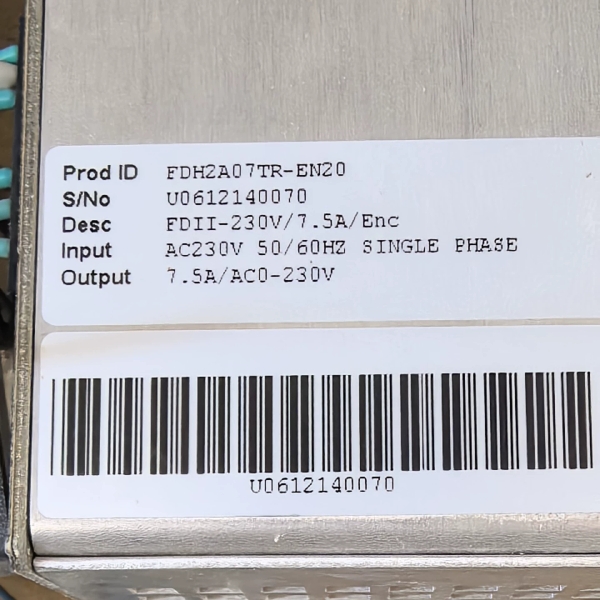 Prod ID FDH2A07TR-EN20
S/No U0612140070
Desc FDII-230V/7.5A/Enc
Input AC230V 50/60HZ SINGLE PHASE
Output 7.5A/AC0-230V
U0612140070